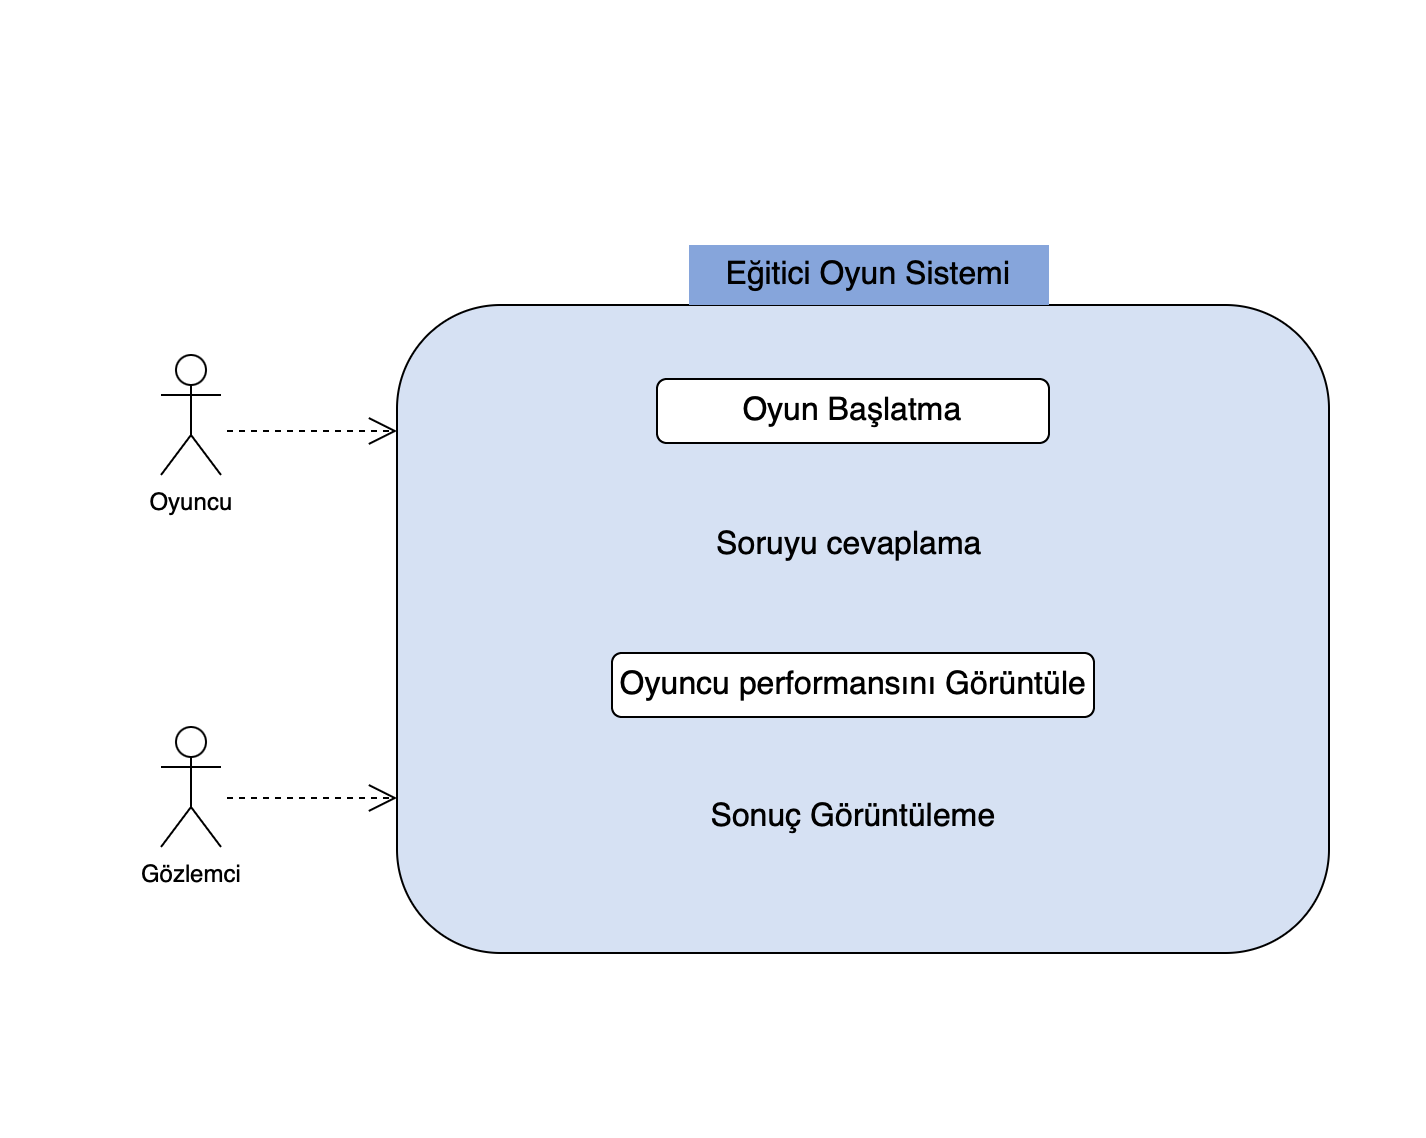 Eğitici Oyun Sistemi
Oyun Başlatma
Oyuncu
Soruyu cevaplama
Oyuncu performansını Görüntüle
Sonuç Görüntüleme
Gözlemci